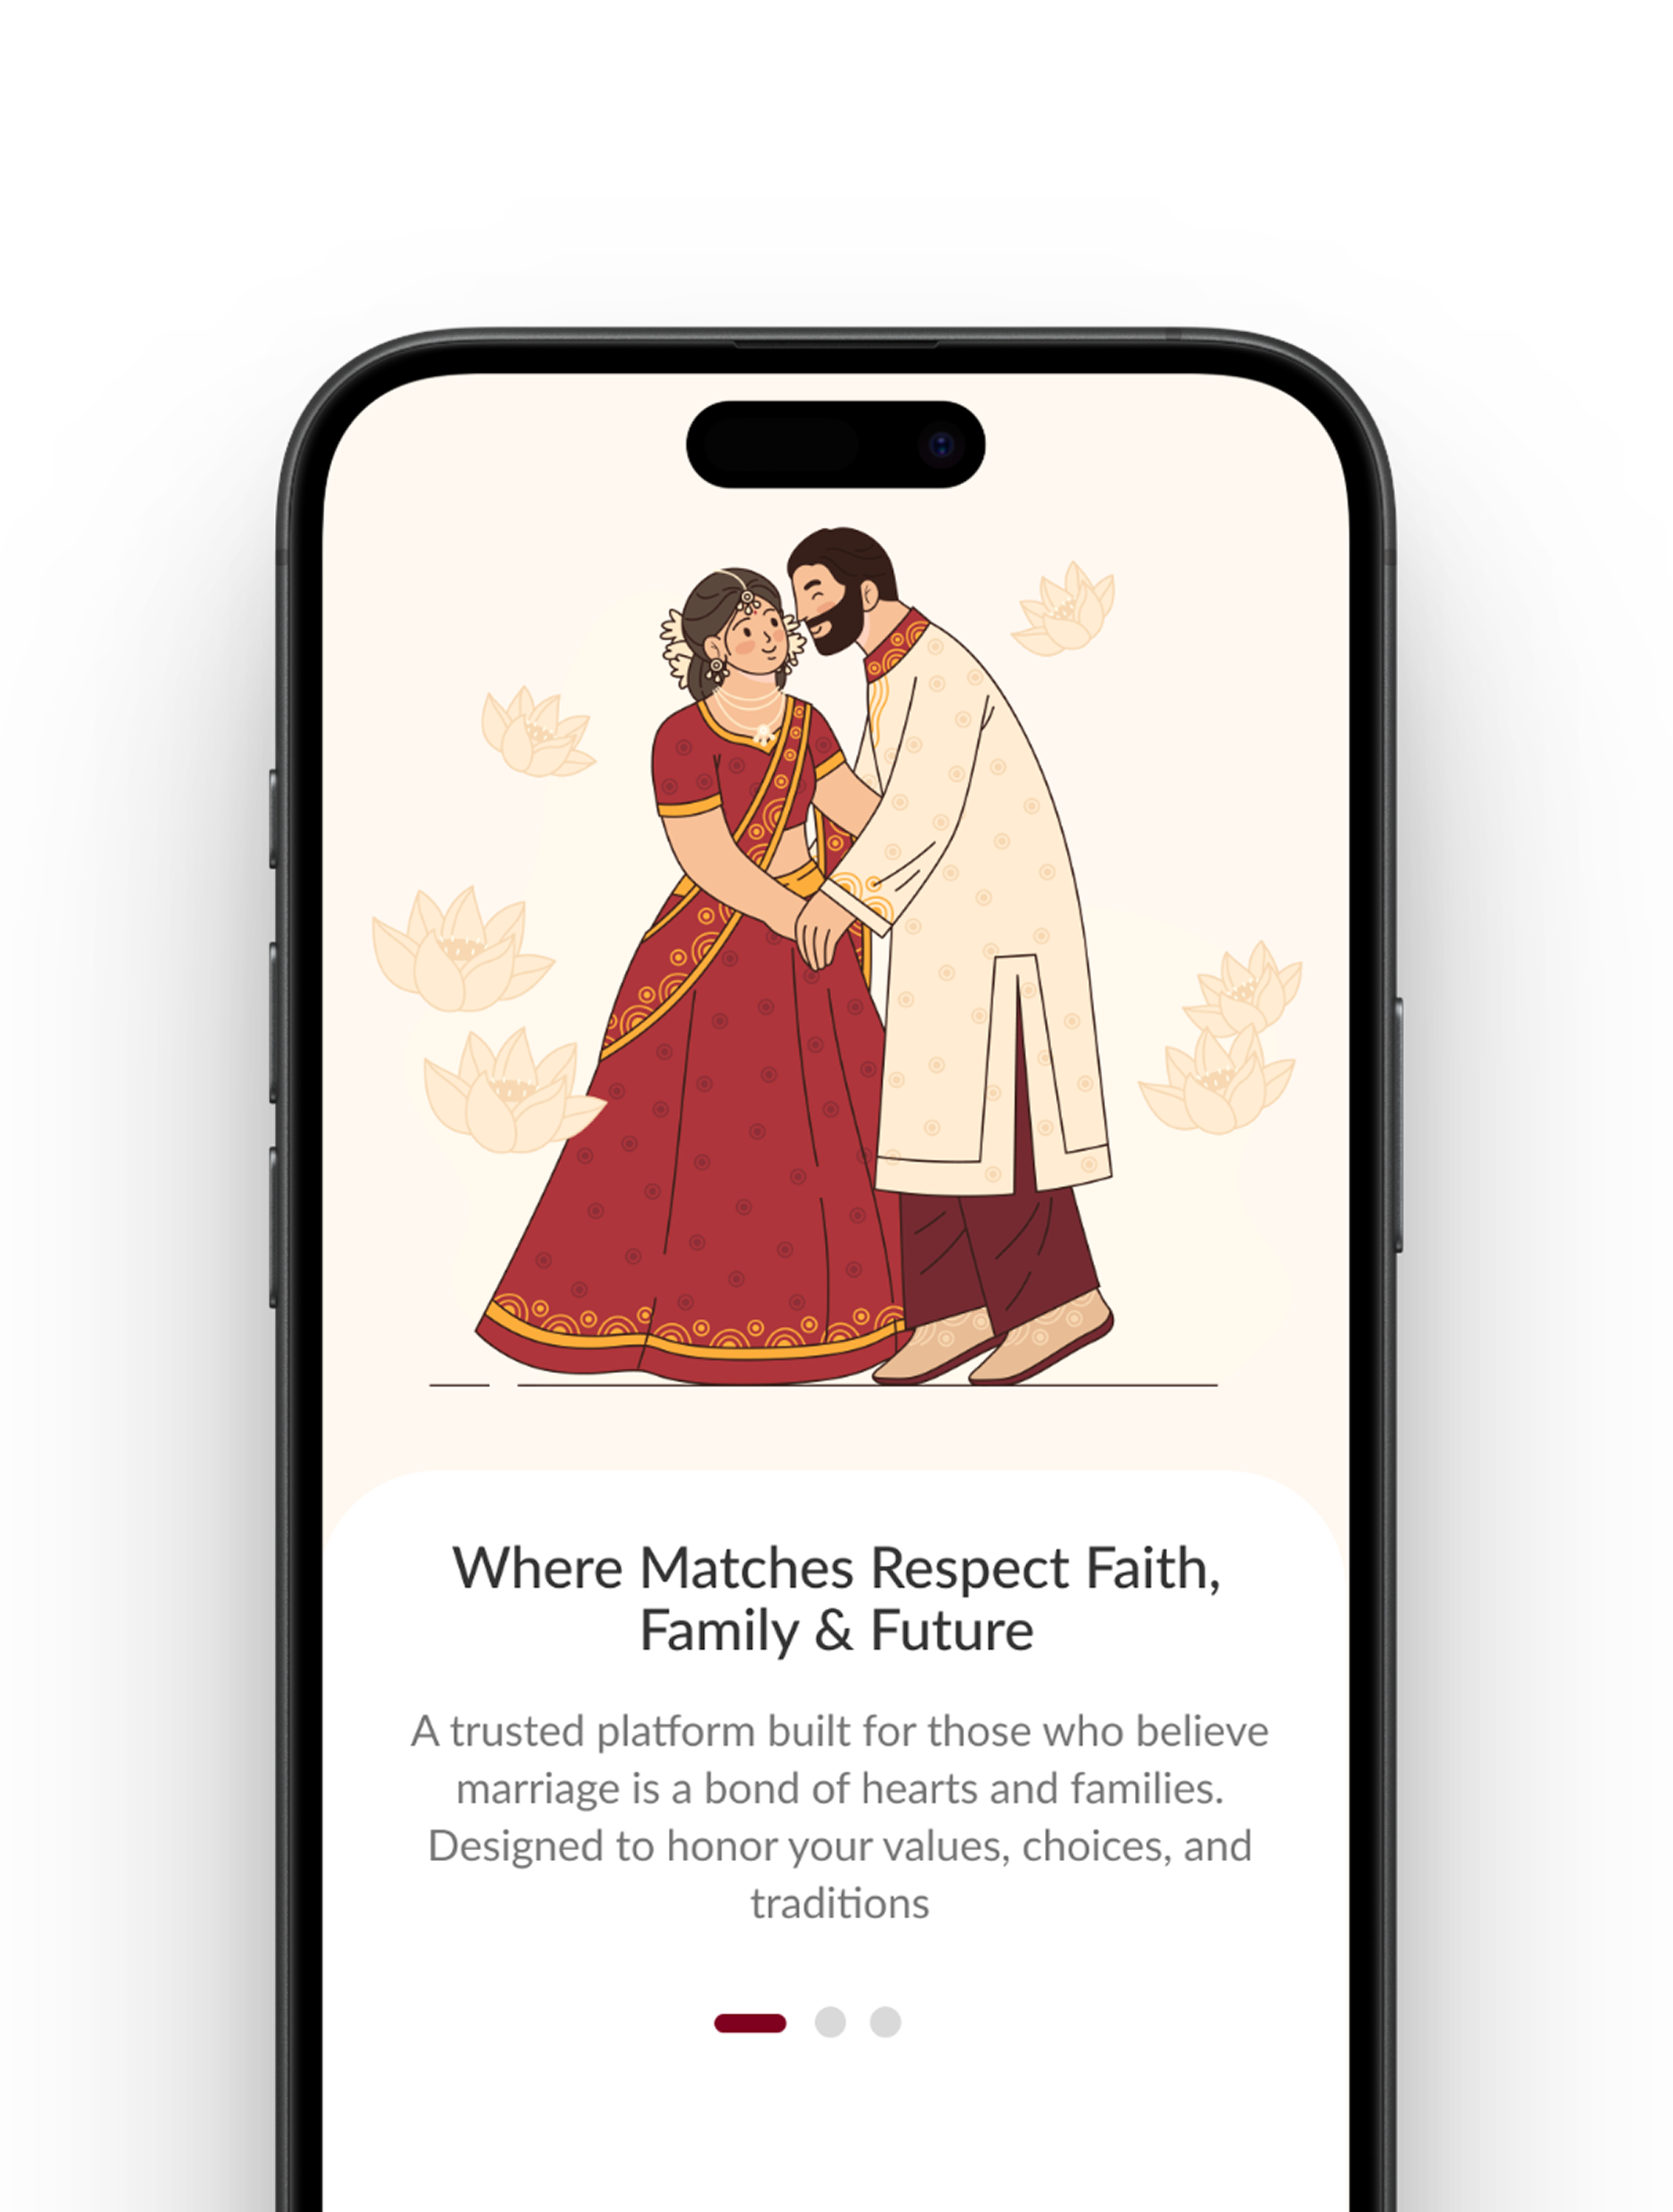 Where Matches Respect Faith,
Family & Future
A trusted platform built for those who believe
marriage is a bond of hearts and families.
Designed to honor your values, choices, and
traditions